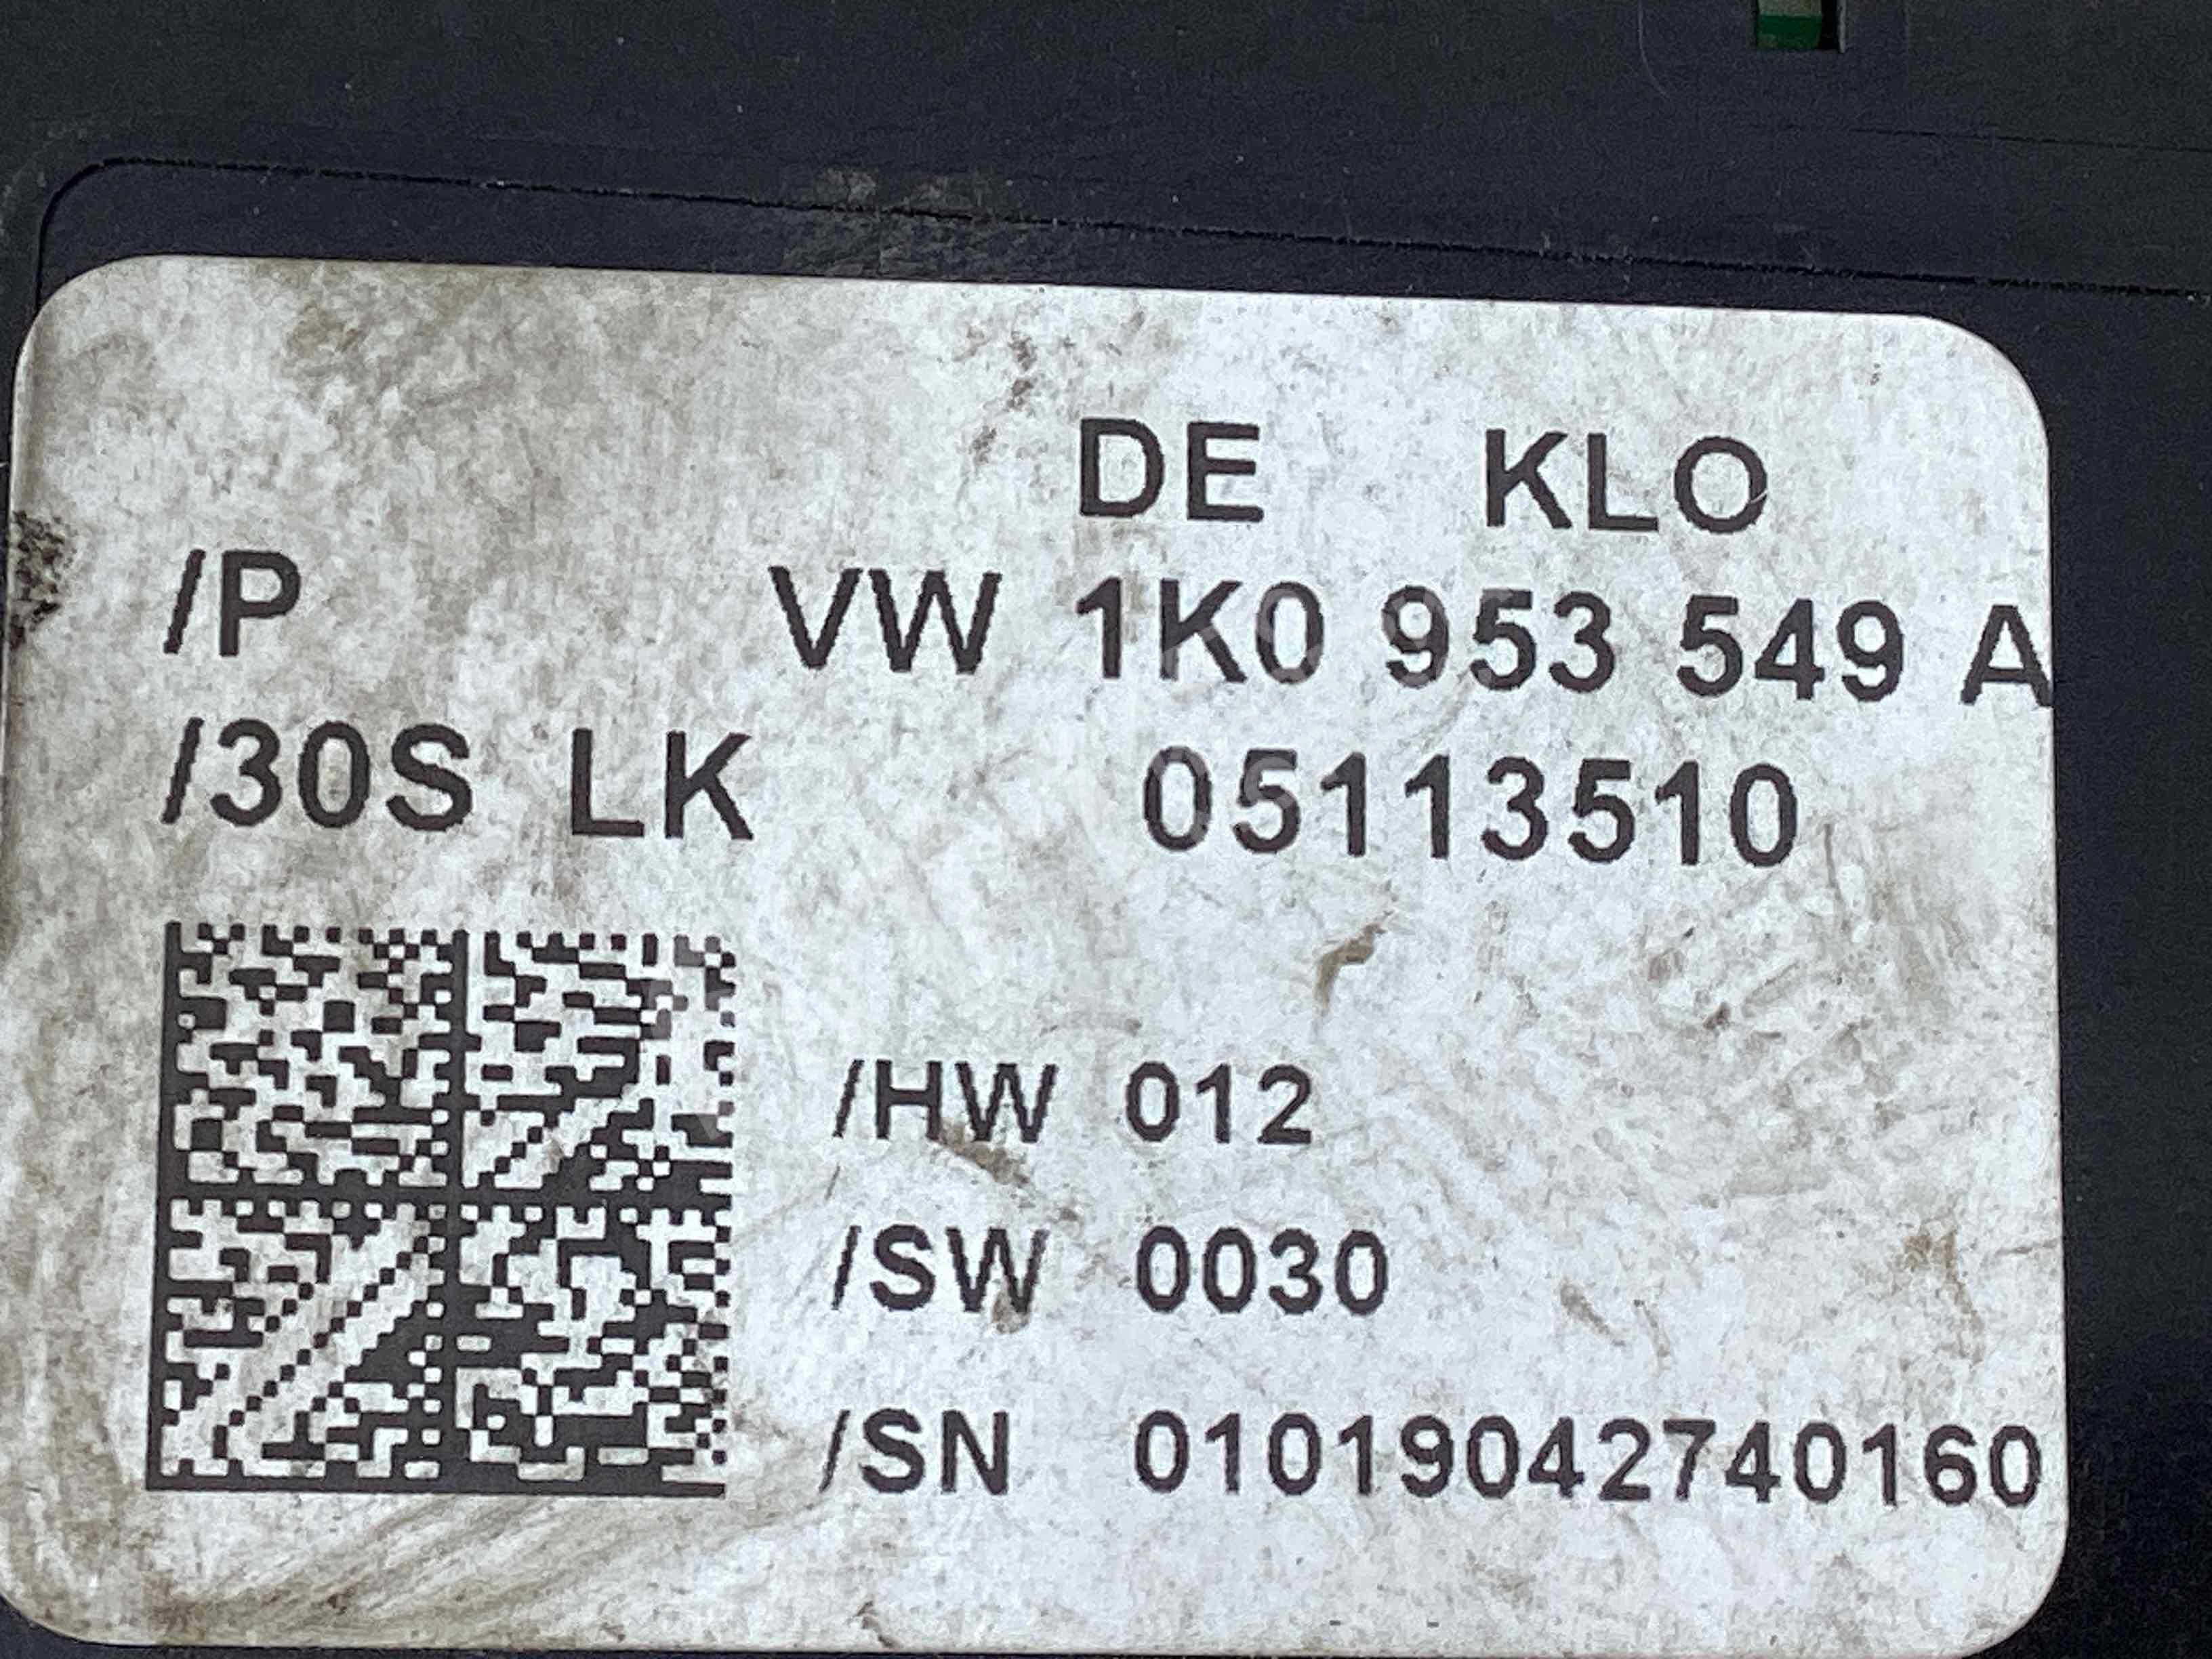 DE KLO
/P VW 1K0 953 549 A
/30S LK 05113510
/HW 012
/SW 0030
/SN 01019042740160